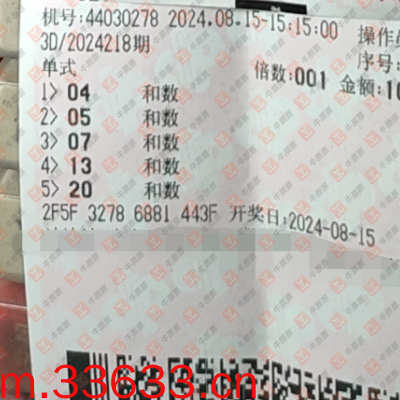 机号:44030278 2024.08.15-15:15:00 操作
3D/2024218期 序号:
单式 倍数:001 金额:10
1> 04 和数
2> 05 和数
3> 07 和数
4> 13 和数
5> 20 和数
2F5F 3278 6881 443F 开奖日:2024-08-15
m.33633.cn